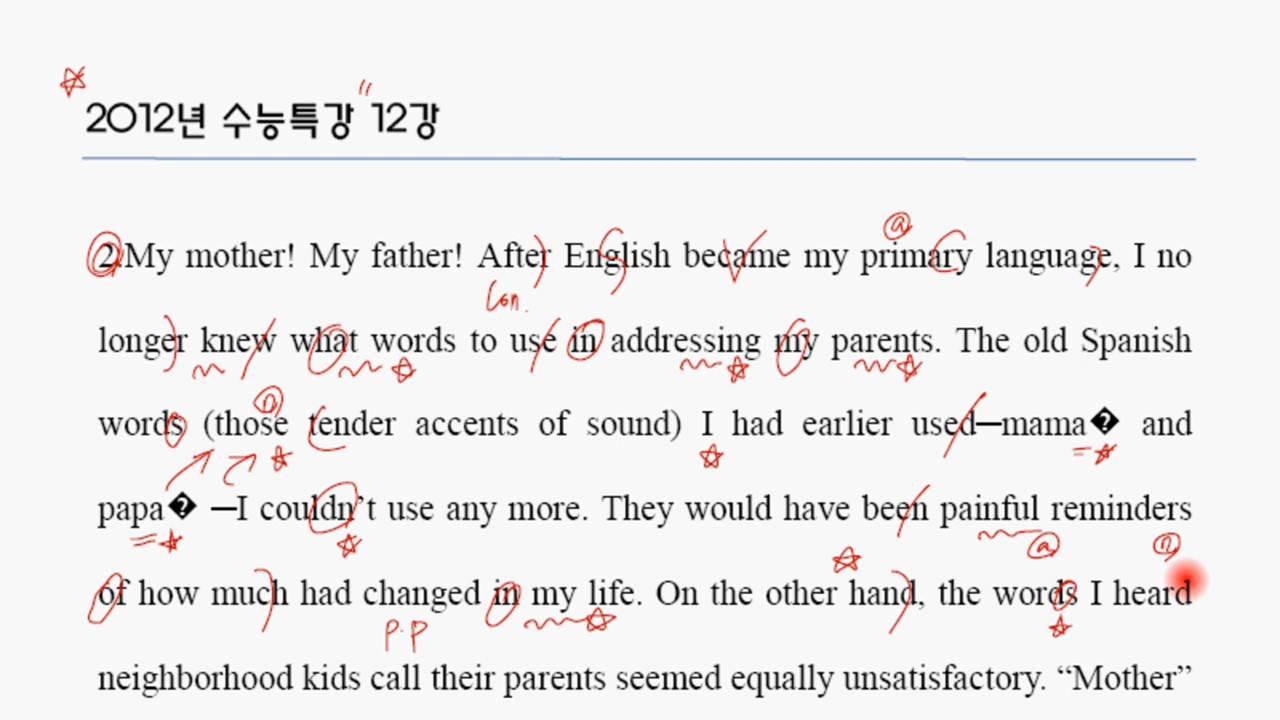 2012년 수능특강 12강
2.My mother! My father! After English became my primary language, I no
longer knew what words to use in addressing my parents. The old Spanish
words (those tender accents of sound) I had earlier used—mama� and
papa� —I couldn’t use any more. They would have been painful reminders
of how much had changed in my life. On the other hand, the words I heard
neighborhood kids call their parents seemed equally unsatisfactory. “Mother”
con.
p.p